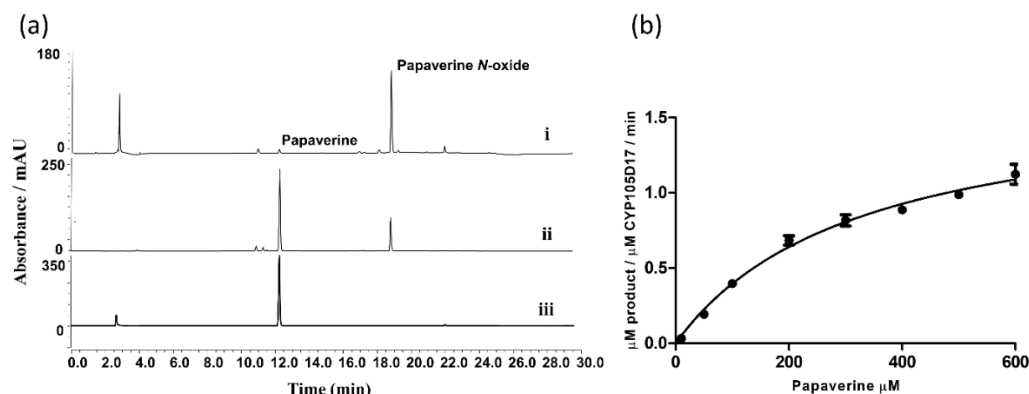 (a)
180
0
Papaverine N-oxide
Papaverine
i
250
0
ii
350
0
iii
Absorbance / mAU
0.0 2.0 4.0 6.0 8.0 10.0 12.0 14.0 16.0 18.0 20.0 22.0 24.0 26.0 28.0 30.0
Time (min)
(b)
1.5
1.0
0.5
0.0
0 200 400 600
µM product / µM CYP105D17 / min
Papaverine µM